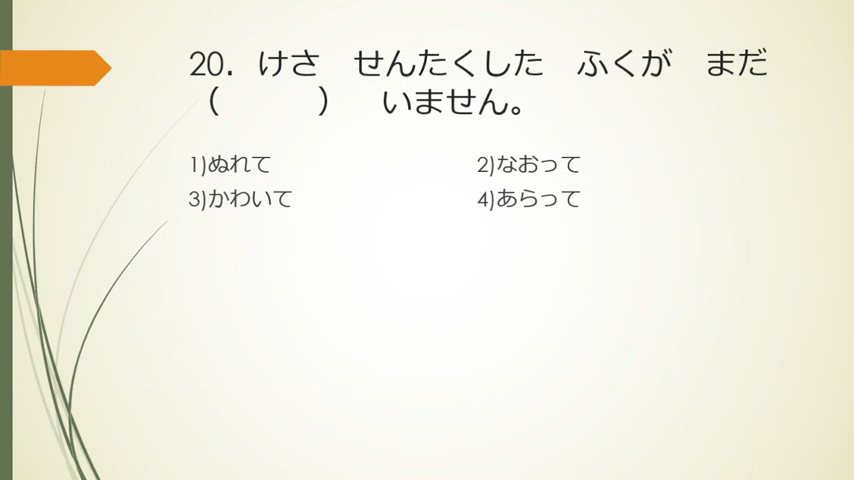 20．けさ　せんたくした　ふくが　まだ
（　　　）　いません。
1)ぬれて　2)なおって
3)かわいて　4)あらって